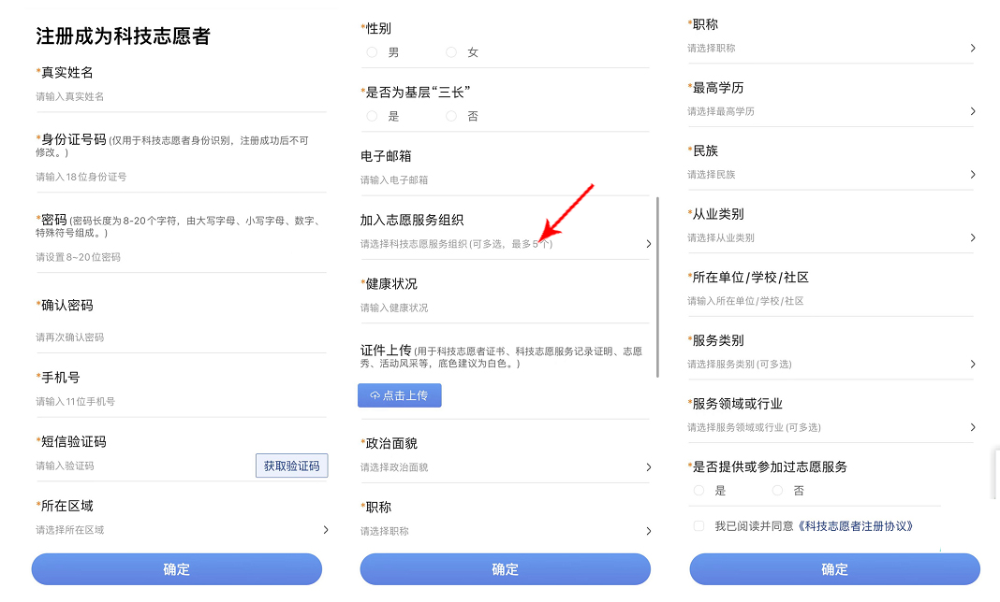 注册成为科技志愿者
*真实姓名
请输入真实姓名
*身份证号码(仅用于科技志愿者身份识别，注册成功后不可
修改。)
请输入18位身份证号
*密码(密码长度为8-20个字符，由大写字母、小写字母、数字、
特殊符号组成。)
请设置8~20位密码
*确认密码
请再次确认密码
*手机号
请输入11位手机号
*短信验证码
请输入验证码
获取验证码
*所在区域
请选择所在区域
确定
*性别
男 女
*是否为基层“三长”
是 否
电子邮箱
请输入电子邮箱
加入志愿服务组织
请选择科技志愿服务组织(可多选，最多5个)
*健康状况
请输入健康状况
证件上传(用于科技志愿者证书、科技志愿服务记录证明、志愿
秀、活动风采等，底色建议为白色。)
点击上传
*政治面貌
请选择政治面貌
*职称
请选择职称
确定
*职称
请选择职称
*最高学历
请选择最高学历
*民族
请选择民族
*从业类别
请选择从业类别
*所在单位/学校/社区
请输入所在单位/学校/社区
*服务类别
请选择服务类别(可多选)
*服务领域或行业
请选择服务领域或行业(可多选)
*是否提供或参加过志愿服务
是 否
我已阅读并同意《科技志愿者注册协议》
确定